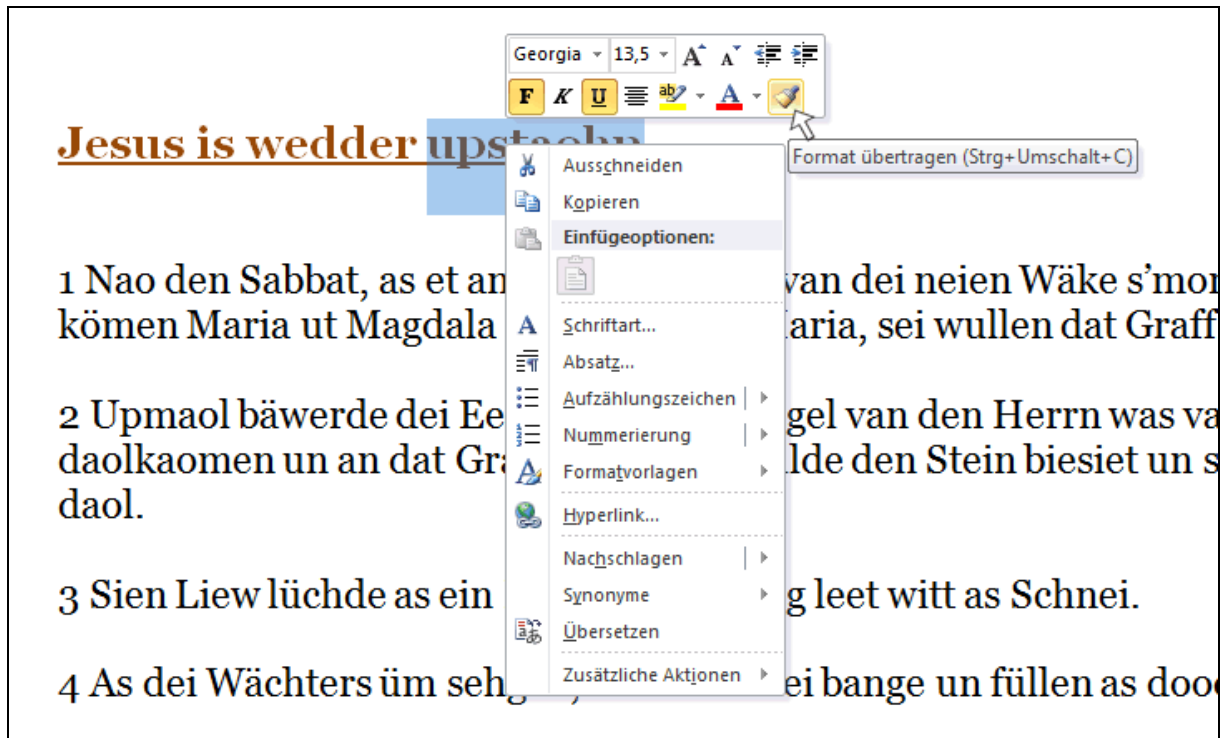 Georgia 13,5 A A
F K U ab A
Jesus is wedder upstaohn
Format übertragen (Strg+Umschalt+C)
Ausschneiden
Kopieren
Einfügeoptionen:
1 Nao den Sabbat, as et an van dei neien Wäke s’mor
kömen Maria ut Magdala aria, sei wullen dat Graff
Schriftart...
Absatz...
Aufzählungszeichen
2 Upmaol bäwerde dei Ee gel van den Herrn was va
Nummerierung
daolkaomen un an dat Gra lde den Stein biesiet un s
Formatvorlagen
daol.
Hyperlink...
Nachschlagen
3 Sien Liew lüchde as ein g leet witt as Schnei.
Synonyme
Übersetzen
Zusätzliche Aktionen
4 As dei Wächters üm seh ei bange un füllen as dood